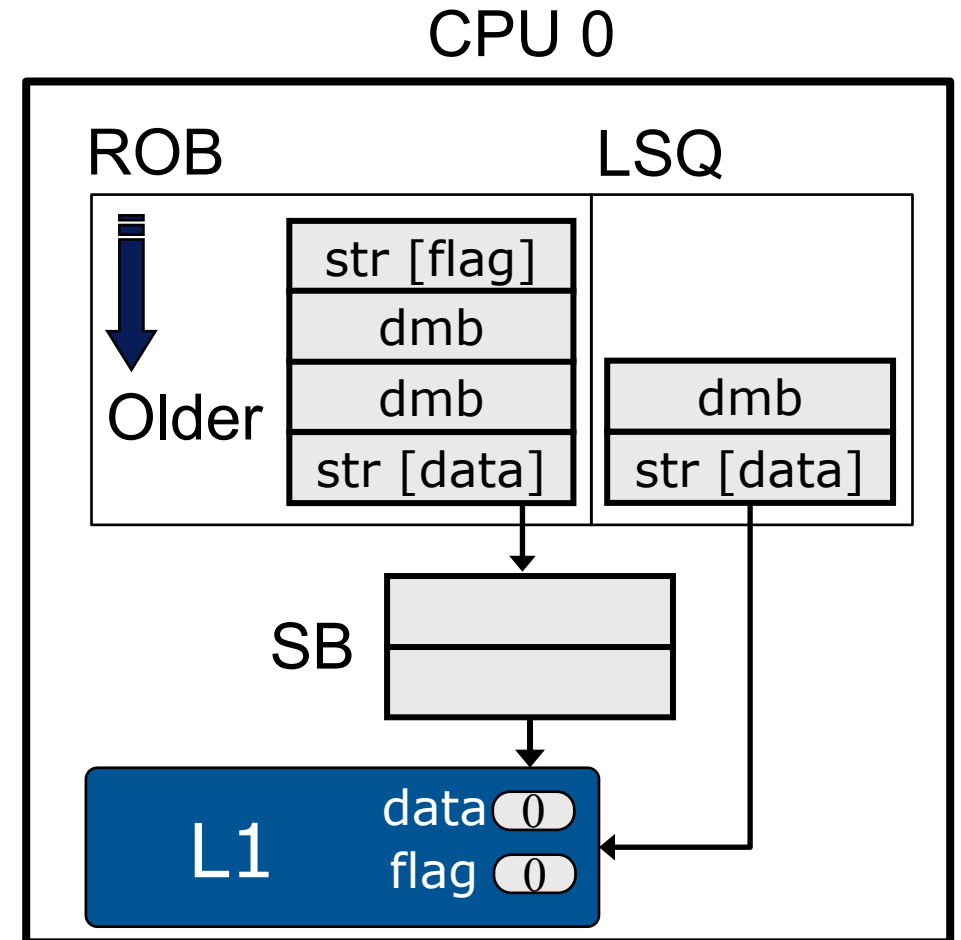 CPU 0
ROB
LSQ
Older
str [flag]
dmb
dmb
str [data]
dmb
str [data]
SB
L1
data 0
flag 0